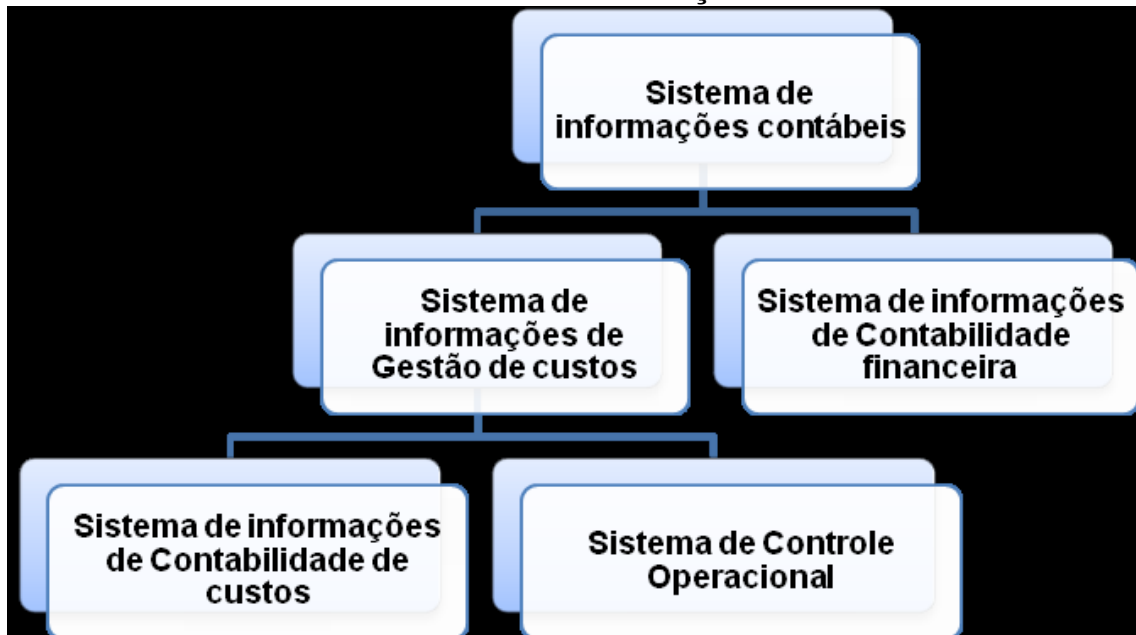 Sistema de
informações contábeis
Sistema de
informações de
Gestão de custos
Sistema de informações
de Contabilidade
financeira
Sistema de informações
de Contabilidade de
custos
Sistema de Controle
Operacional